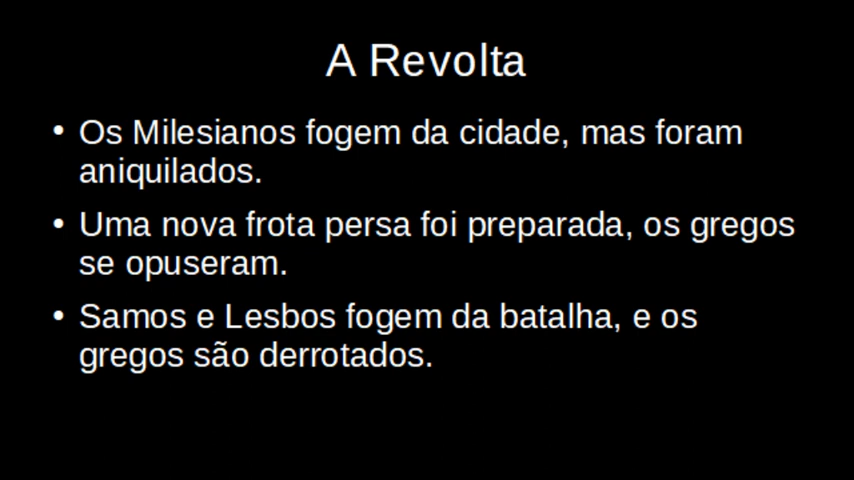 A Revolta
• Os Milesianos fogem da cidade, mas foram
aniquilados.
• Uma nova frota persa foi preparada, os gregos
se opuseram.
• Samos e Lesbos fogem da batalha, e os
gregos são derrotados.